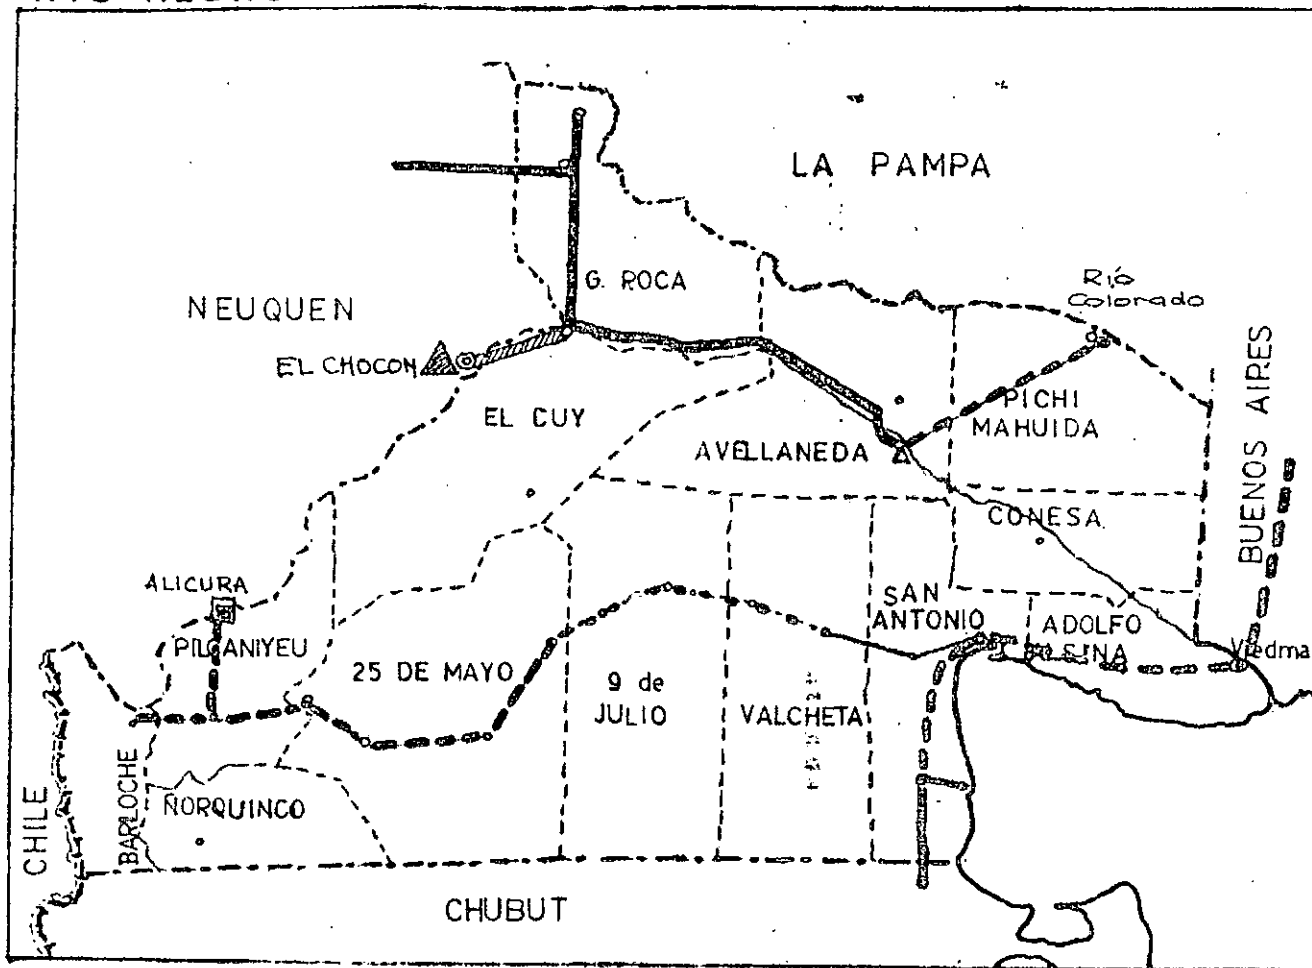 LA PAMPA
Río
Colorado
G. ROCA
NEUQUEN
EL CHOCON
BUENOS AIRES
EL CUY
PICHI
MAHUIDA
AVELLANEDA
CONESA
ALICURA
SAN
ANTONIO
ADOLFO
ALSINA
Viedma
PILCANIYEU
25 DE MAYO
9 de
JULIO
VALCHETA
CHILE
BARILOCHE
ÑORQUINCO
CHUBUT